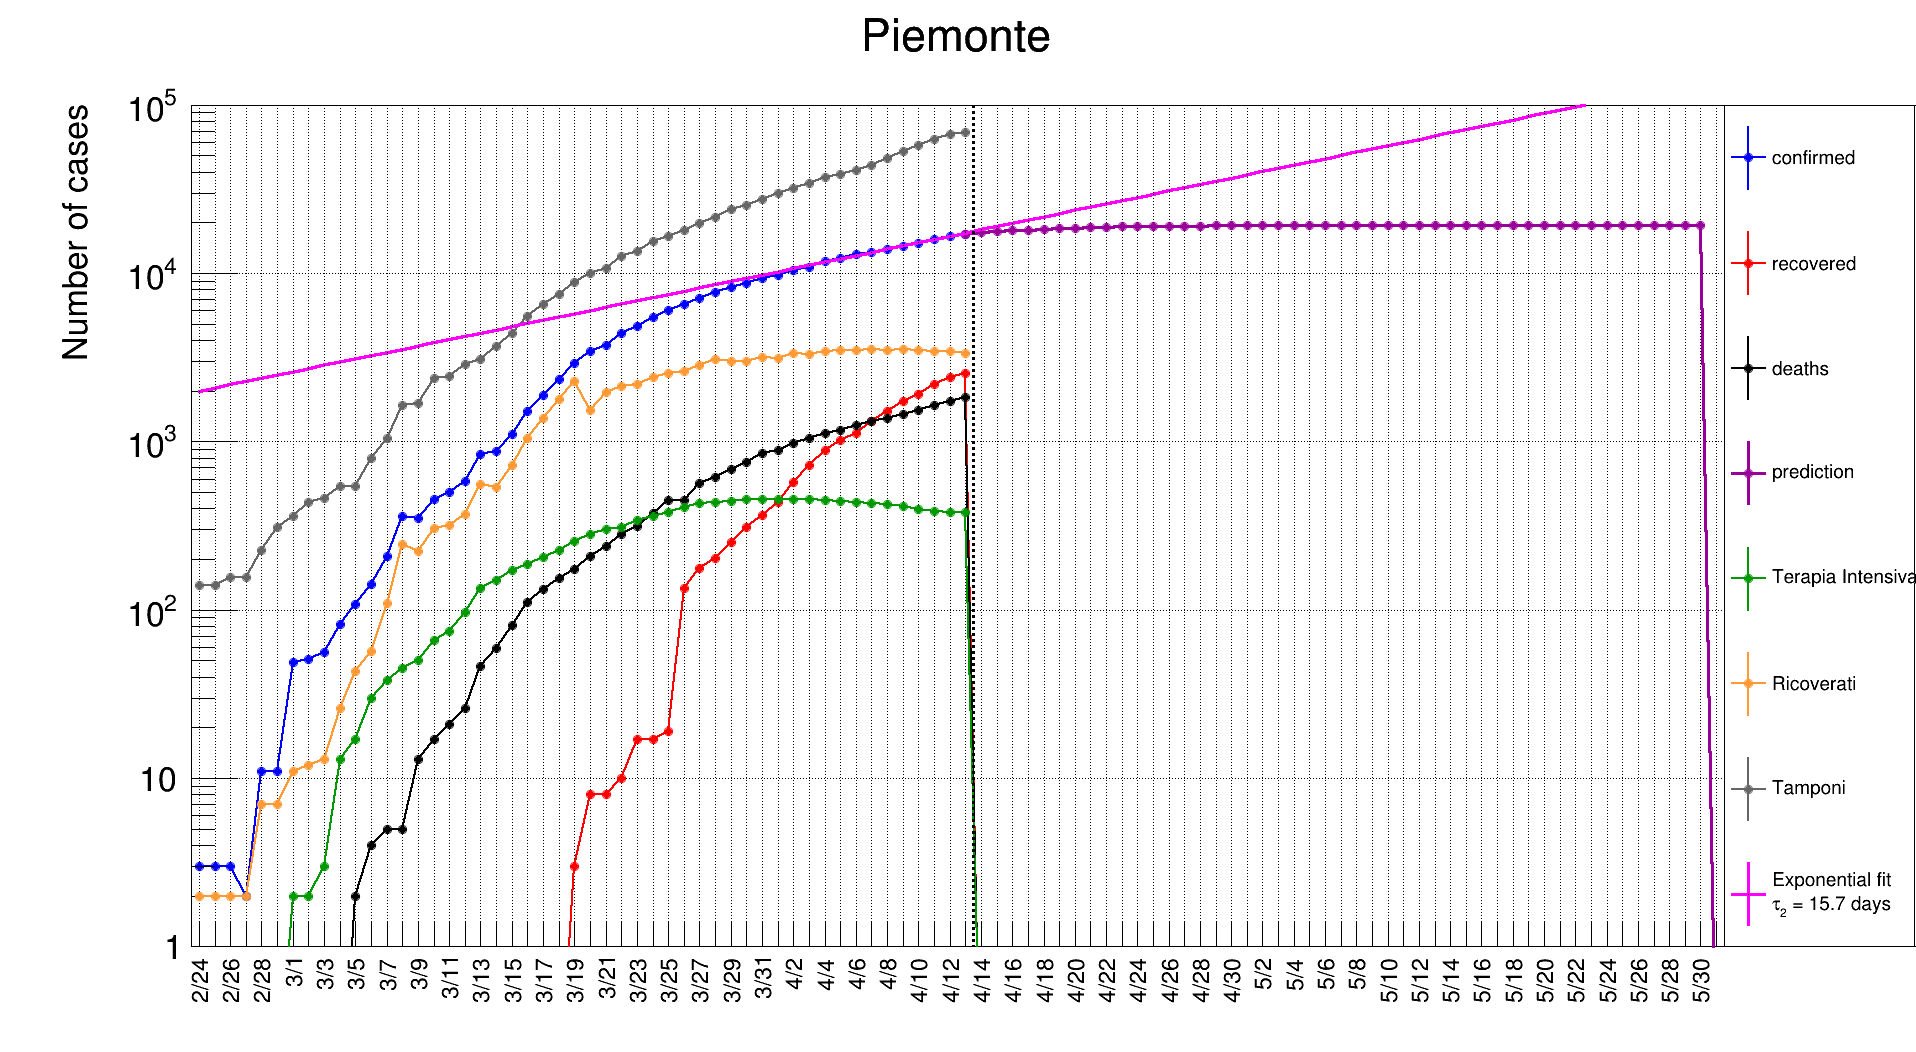 Piemonte
Number of cases
10^5
10^4
10^3
10^2
10
1
2/24 2/26 2/28 3/1 3/3 3/5 3/7 3/9 3/11 3/13 3/15 3/17 3/19 3/21 3/23 3/25 3/27 3/29 3/31 4/2 4/4 4/6 4/8 4/10 4/12 4/14 4/16 4/18 4/20 4/22 4/24 4/26 4/28 4/30 5/2 5/4 5/6 5/8 5/10 5/12 5/14 5/16 5/18 5/20 5/22 5/24 5/26 5/28 5/30
confirmed
recovered
deaths
prediction
Terapia Intensiva
Ricoverati
Tamponi
Exponential fit
τ₂ = 15.7 days